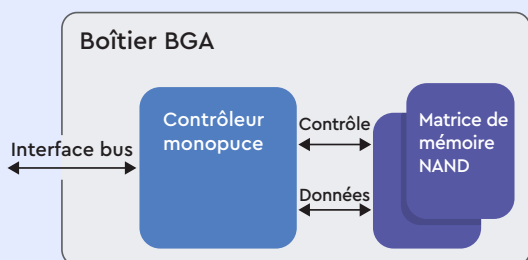 Boîtier BGA
Contrôleur
monopuce
Contrôle
Matrice de
mémoire
NAND
Interface bus
Données